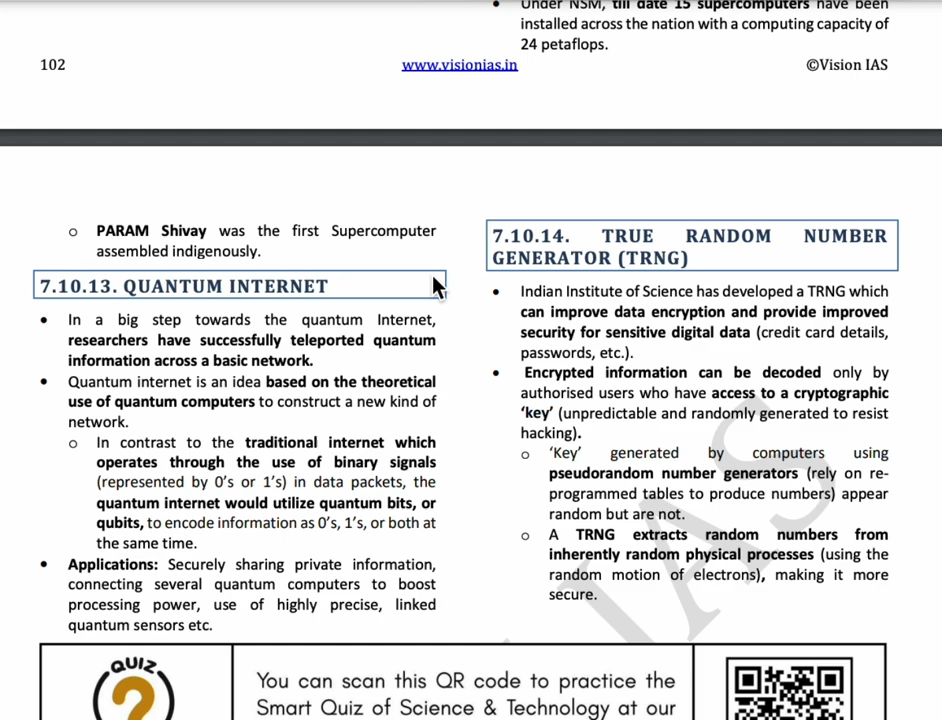 • Under NSM, till date 15 supercomputers have been
installed across the nation with a computing capacity of
24 petaflops.
102
www.visionias.in
©Vision IAS
o PARAM Shivay was the first Supercomputer
assembled indigenously.
7.10.13. QUANTUM INTERNET
• In a big step towards the quantum Internet,
researchers have successfully teleported quantum
information across a basic network.
• Quantum internet is an idea based on the theoretical
use of quantum computers to construct a new kind of
network.
o In contrast to the traditional internet which
operates through the use of binary signals
(represented by 0's or 1's) in data packets, the
quantum internet would utilize quantum bits, or
qubits, to encode information as 0's, 1's, or both at
the same time.
• Applications: Securely sharing private information,
connecting several quantum computers to boost
processing power, use of highly precise, linked
quantum sensors etc.
7.10.14. TRUE RANDOM NUMBER
GENERATOR (TRNG)
• Indian Institute of Science has developed a TRNG which
can improve data encryption and provide improved
security for sensitive digital data (credit card details,
passwords, etc.).
• Encrypted information can be decoded only by
authorised users who have access to a cryptographic
'key' (unpredictable and randomly generated to resist
hacking).
o 'Key' generated by computers using
pseudorandom number generators (rely on re-
programmed tables to produce numbers) appear
random but are not.
o A TRNG extracts random numbers from
inherently random physical processes (using the
random motion of electrons), making it more
secure.
IAS
QUIZ
?
You can scan this QR code to practice the
Smart Quiz of Science & Technology at our